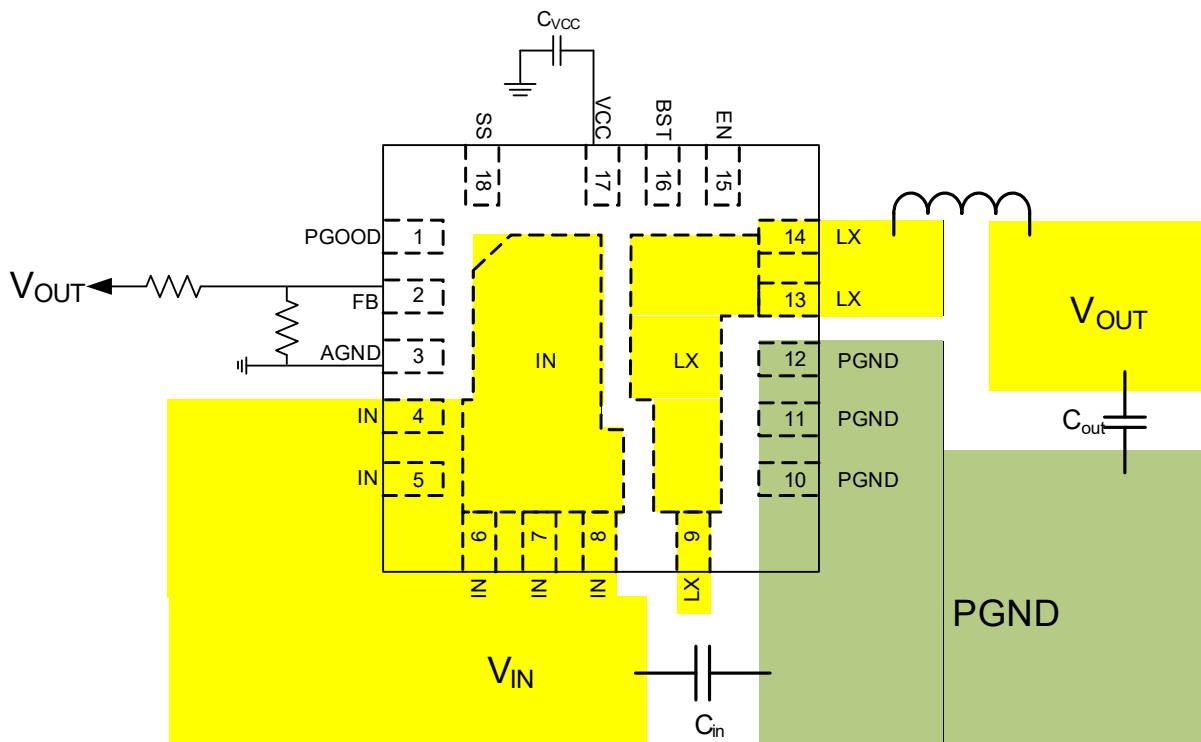 CVCC
SS
VCC
BST
EN
18
17
16
15
PGOOD
1
14
LX
VOUT
FB
2
13
LX
VOUT
AGND
3
IN
LX
12
PGND
IN
4
11
PGND
Cout
IN
5
10
PGND
6
7
8
9
IN
IN
IN
LX
PGND
VIN
Cin